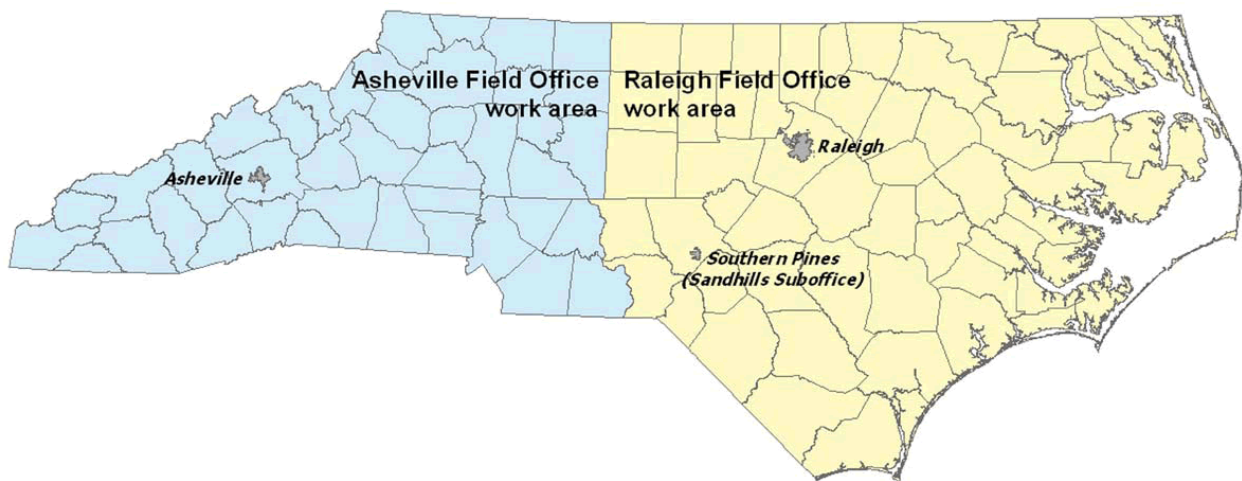 Asheville Field Office
work area
Raleigh Field Office
work area
Raleigh
Asheville
Southern Pines
(Sandhills Suboffice)